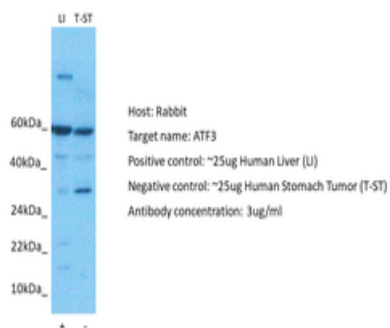 LI T-ST
60kDa_
40kDa_
24kDa_
22kDa_
10kDa_
+ -
Host: Rabbit
Target name: ATF3
Positive control: ~25ug Human Liver (LI)
Negative control: ~25ug Human Stomach Tumor (T-ST)
Antibody concentration: 3ug/ml